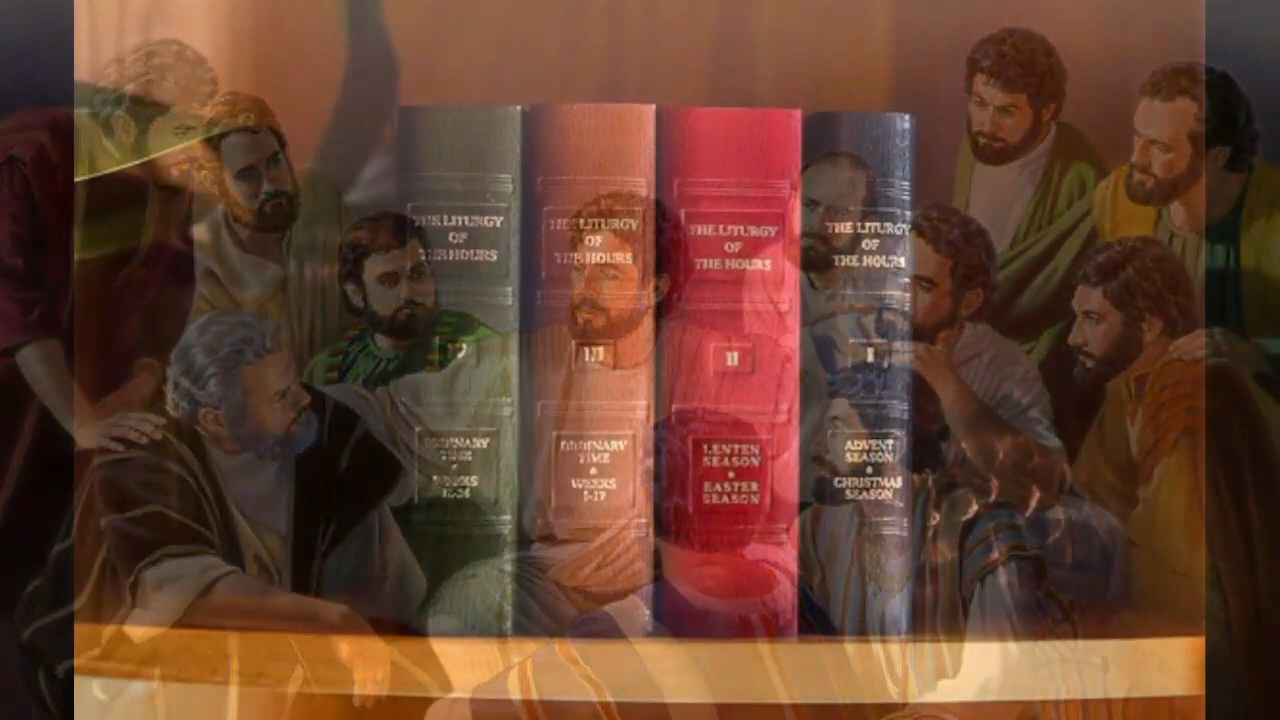 THE LITURGY
OF
THE HOURS
ORDINARY
TIME
WEEKS
THE LITURGY
OF
THE HOURS
III
ORDINARY
TIME
WEEKS
1-17
THE LITURGY
OF
THE HOURS
II
LENTEN
SEASON
EASTER
SEASON
THE LITURGY
OF
THE HOURS
I
ADVENT
SEASON
CHRISTMAS
SEASON